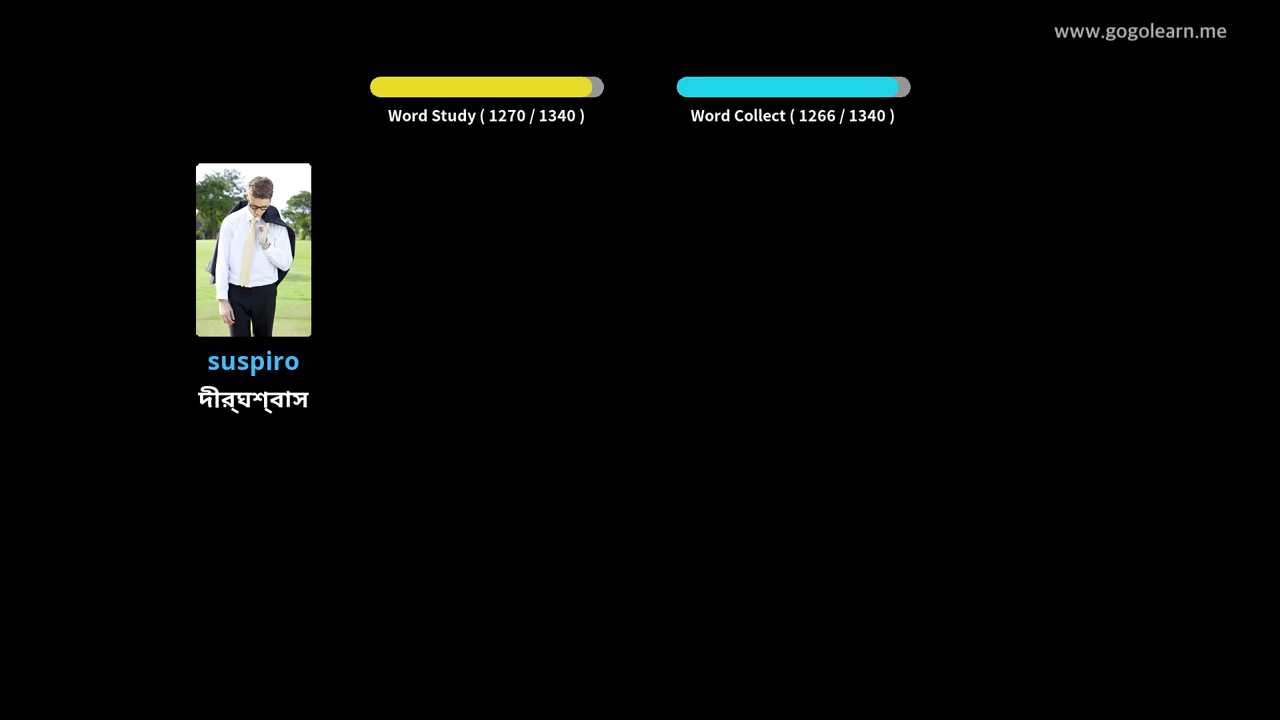 www.gogolearn.me
Word Study ( 1270 / 1340 )
Word Collect ( 1266 / 1340 )
suspiro
দীর্ঘশ্বাস